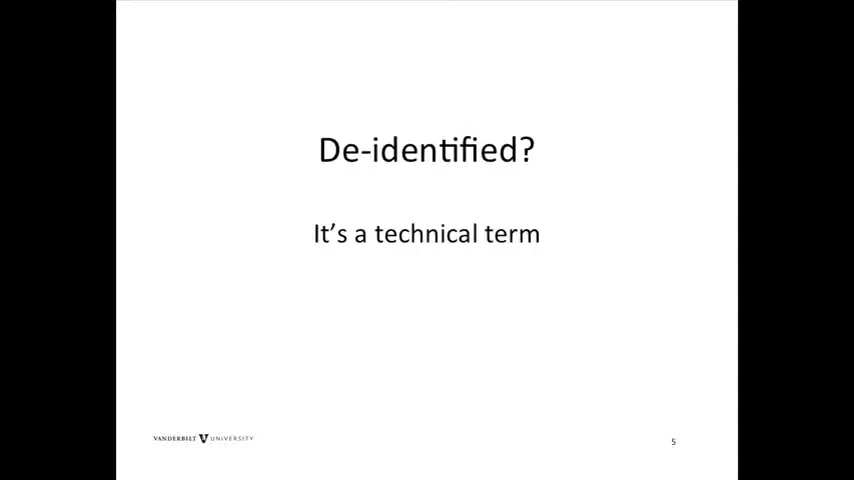 De-identified?
It's a technical term
VANDERBILT V UNIVERSITY
5